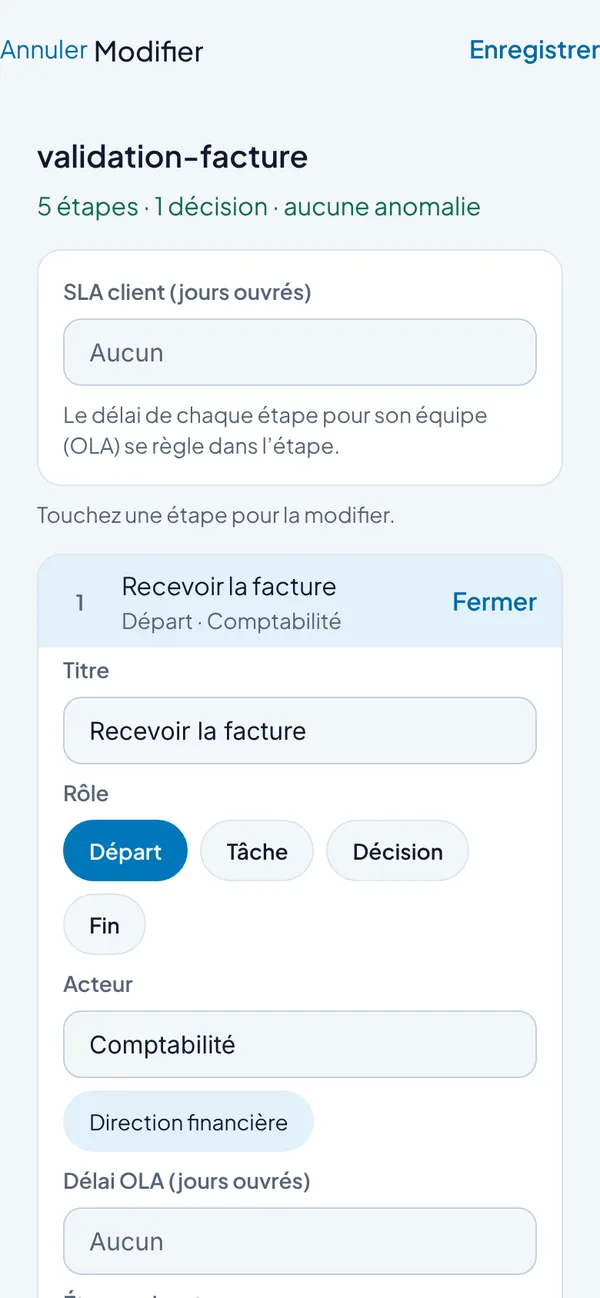 Annuler Modifier Enregistrer
validation-facture
5 étapes · 1 décision · aucune anomalie
SLA client (jours ouvrés)
Aucun
Le délai de chaque étape pour son équipe
(OLA) se règle dans l’étape.
Touchez une étape pour la modifier.
1 Recevoir la facture Fermer
Départ · Comptabilité
Titre
Recevoir la facture
Rôle
Départ Tâche Décision
Fin
Acteur
Comptabilité
Direction financière
Délai OLA (jours ouvrés)
Aucun